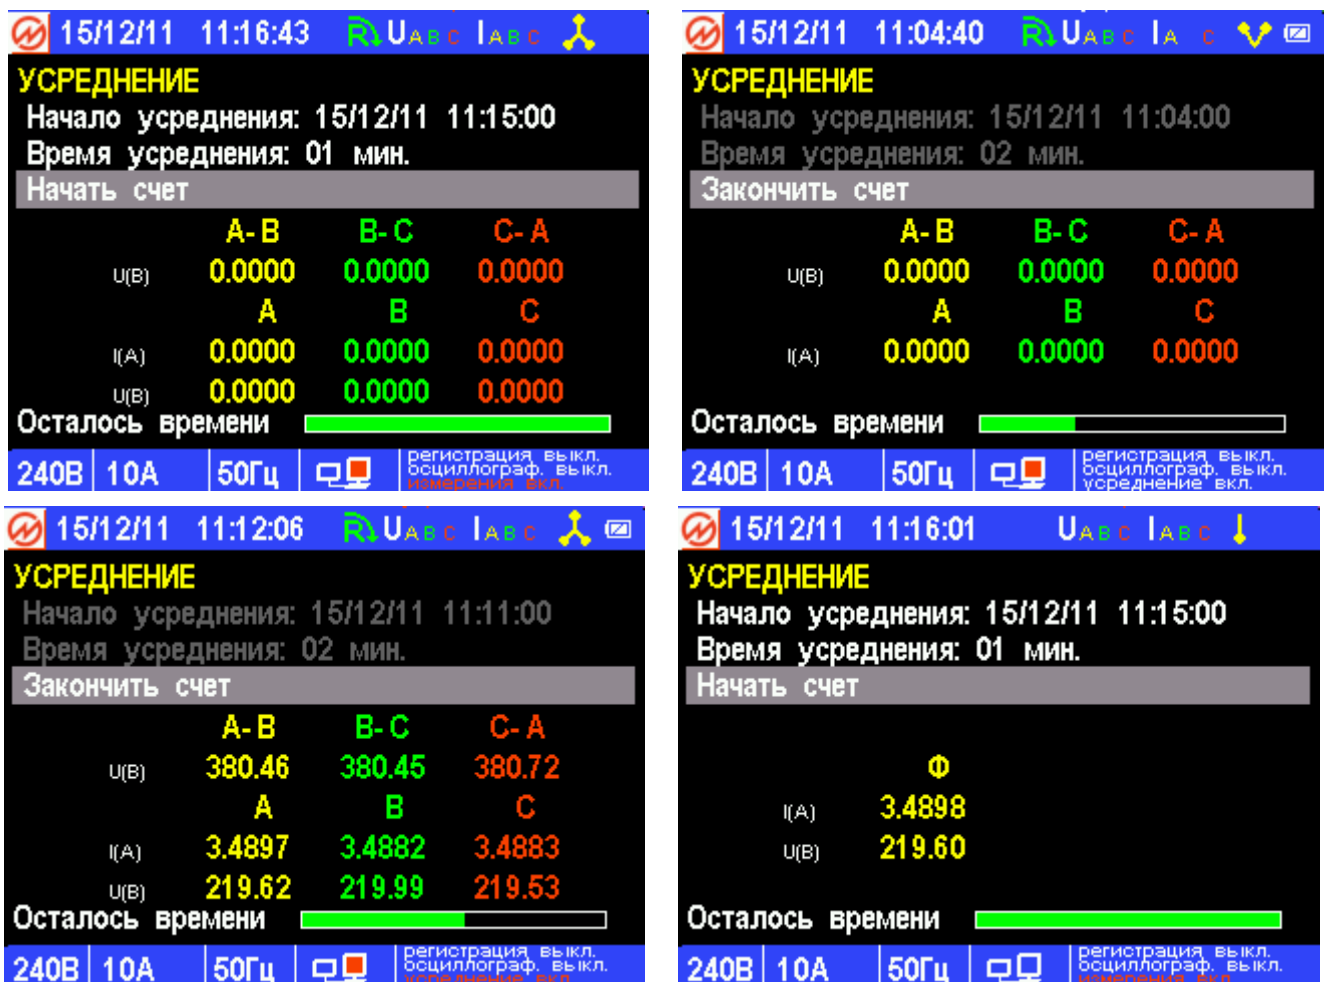 15/12/11 11:16:43 R UABC IABC
УСРЕДНЕНИЕ
Начало усреднения: 15/12/11 11:15:00
Время усреднения: 01 мин.
Начать счет
A-B B-C C-A
U(B) 0.0000 0.0000 0.0000
A B C
I(A) 0.0000 0.0000 0.0000
U(B) 0.0000 0.0000 0.0000
Осталось времени
240В 10А 50Гц регистрация выкл.
осциллограф. выкл.
измерения вкл.
15/12/11 11:04:40 R UABC IA C
УСРЕДНЕНИЕ
Начало усреднения: 15/12/11 11:04:00
Время усреднения: 02 мин.
Закончить счет
A-B B-C C-A
U(B) 0.0000 0.0000 0.0000
A B C
I(A) 0.0000 0.0000 0.0000
Осталось времени
240В 10А 50Гц регистрация выкл.
осциллограф. выкл.
усреднение вкл.
15/12/11 11:12:06 R UABC IABC
УСРЕДНЕНИЕ
Начало усреднения: 15/12/11 11:11:00
Время усреднения: 02 мин.
Закончить счет
A-B B-C C-A
U(B) 380.46 380.45 380.72
A B C
I(A) 3.4897 3.4882 3.4883
U(B) 219.62 219.99 219.53
Осталось времени
240В 10А 50Гц регистрация выкл.
осциллограф. выкл.
усреднение вкл.
15/12/11 11:16:01 UABC IABC
УСРЕДНЕНИЕ
Начало усреднения: 15/12/11 11:15:00
Время усреднения: 01 мин.
Начать счет
Ф
I(A) 3.4898
U(B) 219.60
Осталось времени
240В 10А 50Гц регистрация выкл.
осциллограф. выкл.
измерения вкл.